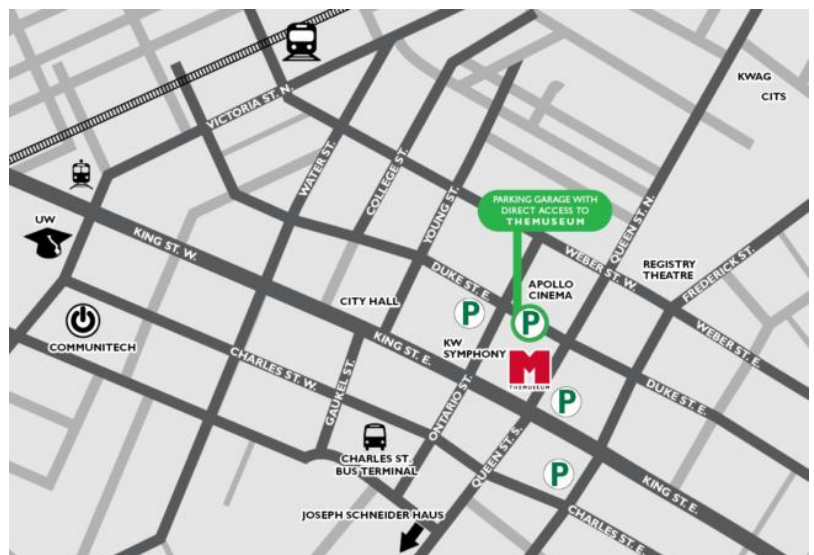 KWAG
CITS
VICTORIA ST. N.
WATER ST.
COLLEGE ST.
YOUNG ST.
PARKING GARAGE WITH
DIRECT ACCESS TO
THEMUSEUM
QUEEN ST. N.
UW
KING ST. W.
WEBER ST. W.
REGISTRY
THEATRE
FREDERICK ST.
DUKE ST. E.
APOLLO
CINEMA
CITY HALL
P
P
KING ST. E.
KW
SYMPHONY
WEBER ST. E.
COMMUNITECH
CHARLES ST. W.
GAUKEL ST.
M
THEMUSEUM
DUKE ST. E.
ONTARIO ST.
P
CHARLES ST.
BUS TERMINAL
QUEEN ST. S.
P
KING ST. E.
JOSEPH SCHNEIDER HAUS
CHARLES ST. E.